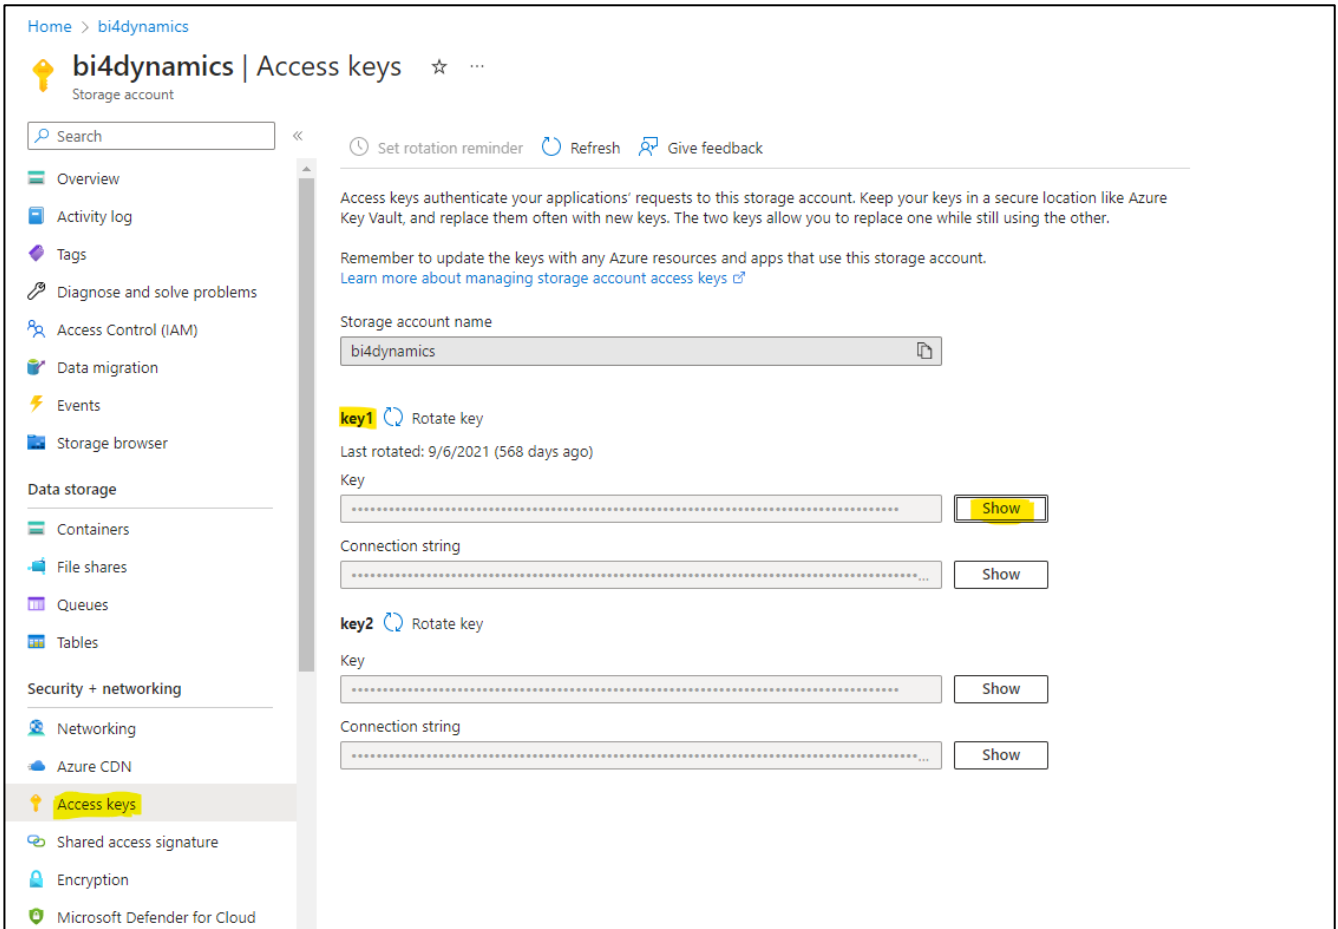 Home > bi4dynamics
bi4dynamics | Access keys
Storage account
Search
Overview
Activity log
Tags
Diagnose and solve problems
Access Control (IAM)
Data migration
Events
Storage browser
Data storage
Containers
File shares
Queues
Tables
Security + networking
Networking
Azure CDN
Access keys
Shared access signature
Encryption
Microsoft Defender for Cloud
Set rotation reminder Refresh Give feedback
Access keys authenticate your applications' requests to this storage account. Keep your keys in a secure location like Azure
Key Vault, and replace them often with new keys. The two keys allow you to replace one while still using the other.
Remember to update the keys with any Azure resources and apps that use this storage account.
Learn more about managing storage account access keys
Storage account name
bi4dynamics
key1 Rotate key
Last rotated: 9/6/2021 (568 days ago)
Key
Show
Connection string
Show
key2 Rotate key
Key
Show
Connection string
Show